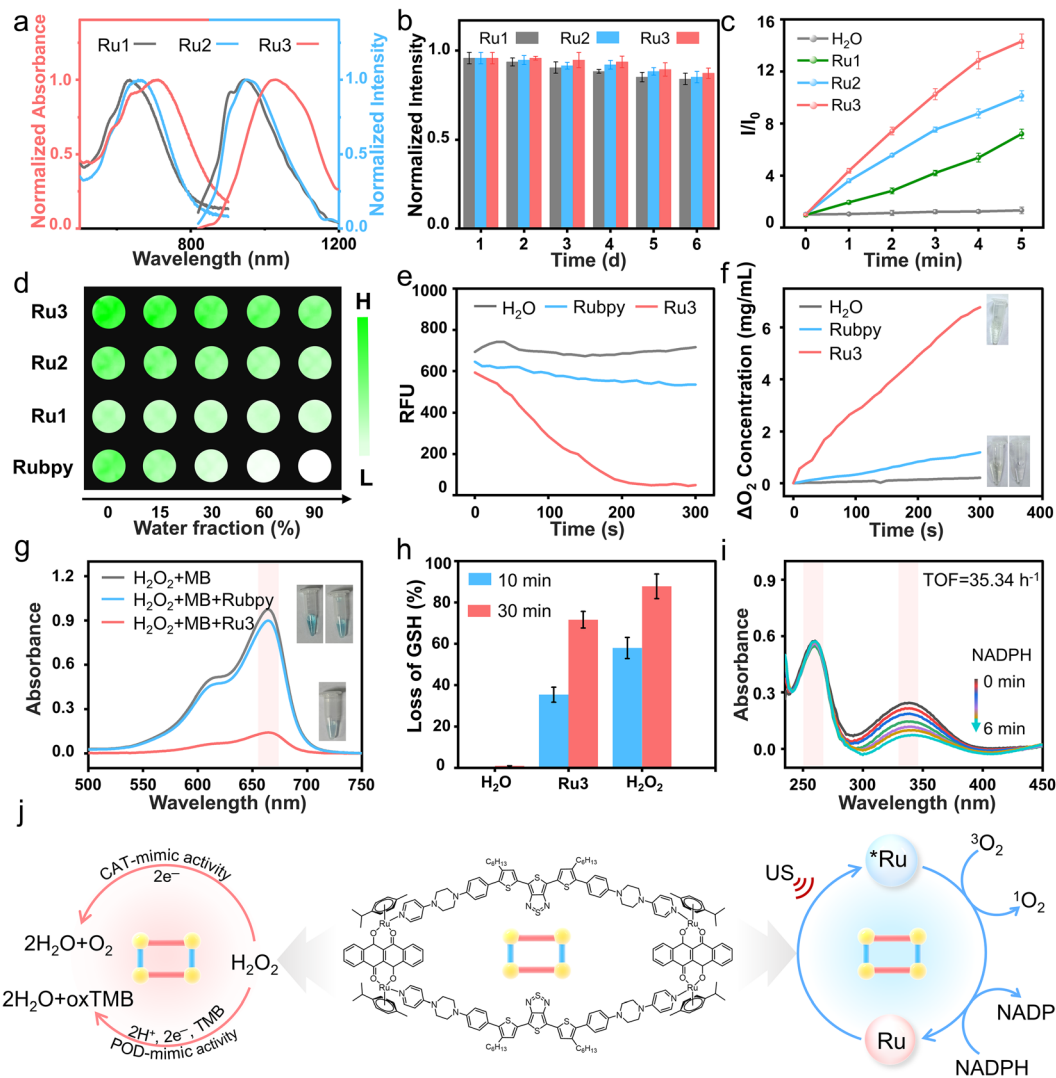 a
Ru1 Ru2 Ru3
Normalized Absorbance
1.0
0.5
0.0
1.0
0.5
0.0
Normalized Intensity
800 1200
Wavelength (nm)
b
Ru1 Ru2 Ru3
Normalized Intensity
1.0
0.5
0.0
1 2 3 4 5 6
Time (d)
c
H₂O
Ru1
Ru2
Ru3
I/I₀
16
12
8
4
0
0 1 2 3 4 5
Time (min)
d
Ru3
Ru2
Ru1
Rubpy
H
L
0 15 30 60 90
Water fraction (%)
e
H₂O Rubpy Ru3
RFU
1000
800
600
400
200
0
0 100 200 300
Time (s)
f
H₂O
Rubpy
Ru3
ΔO₂ Concentration (mg/mL)
6
4
2
0
0 100 200 300 400
Time (s)
g
H₂O₂+MB
H₂O₂+MB+Rubpy
H₂O₂+MB+Ru3
Absorbance
1.2
0.9
0.6
0.3
0.0
500 550 600 650 700 750
Wavelength (nm)
h
10 min
30 min
Loss of GSH (%)
100
80
60
40
20
0
H₂O Ru3 H₂O₂
i
TOF=35.34 h⁻¹
NADPH
0 min
6 min
Absorbance
0.9
0.6
0.3
0.0
250 300 350 400 450
Wavelength (nm)
j
CAT-mimic activity
2e⁻
2H₂O+O₂
H₂O₂
2H₂O+oxTMB
2H⁺, 2e⁻, TMB
POD-mimic activity
C₆H₁₃ C₆H₁₃
S S S
N N N N N N
S
Ru O O O O Ru
Ru O O O O Ru
S
N N N N N N
S S S
C₆H₁₃ C₆H₁₃
US
*Ru
³O₂
¹O₂
NADP
Ru
NADPH